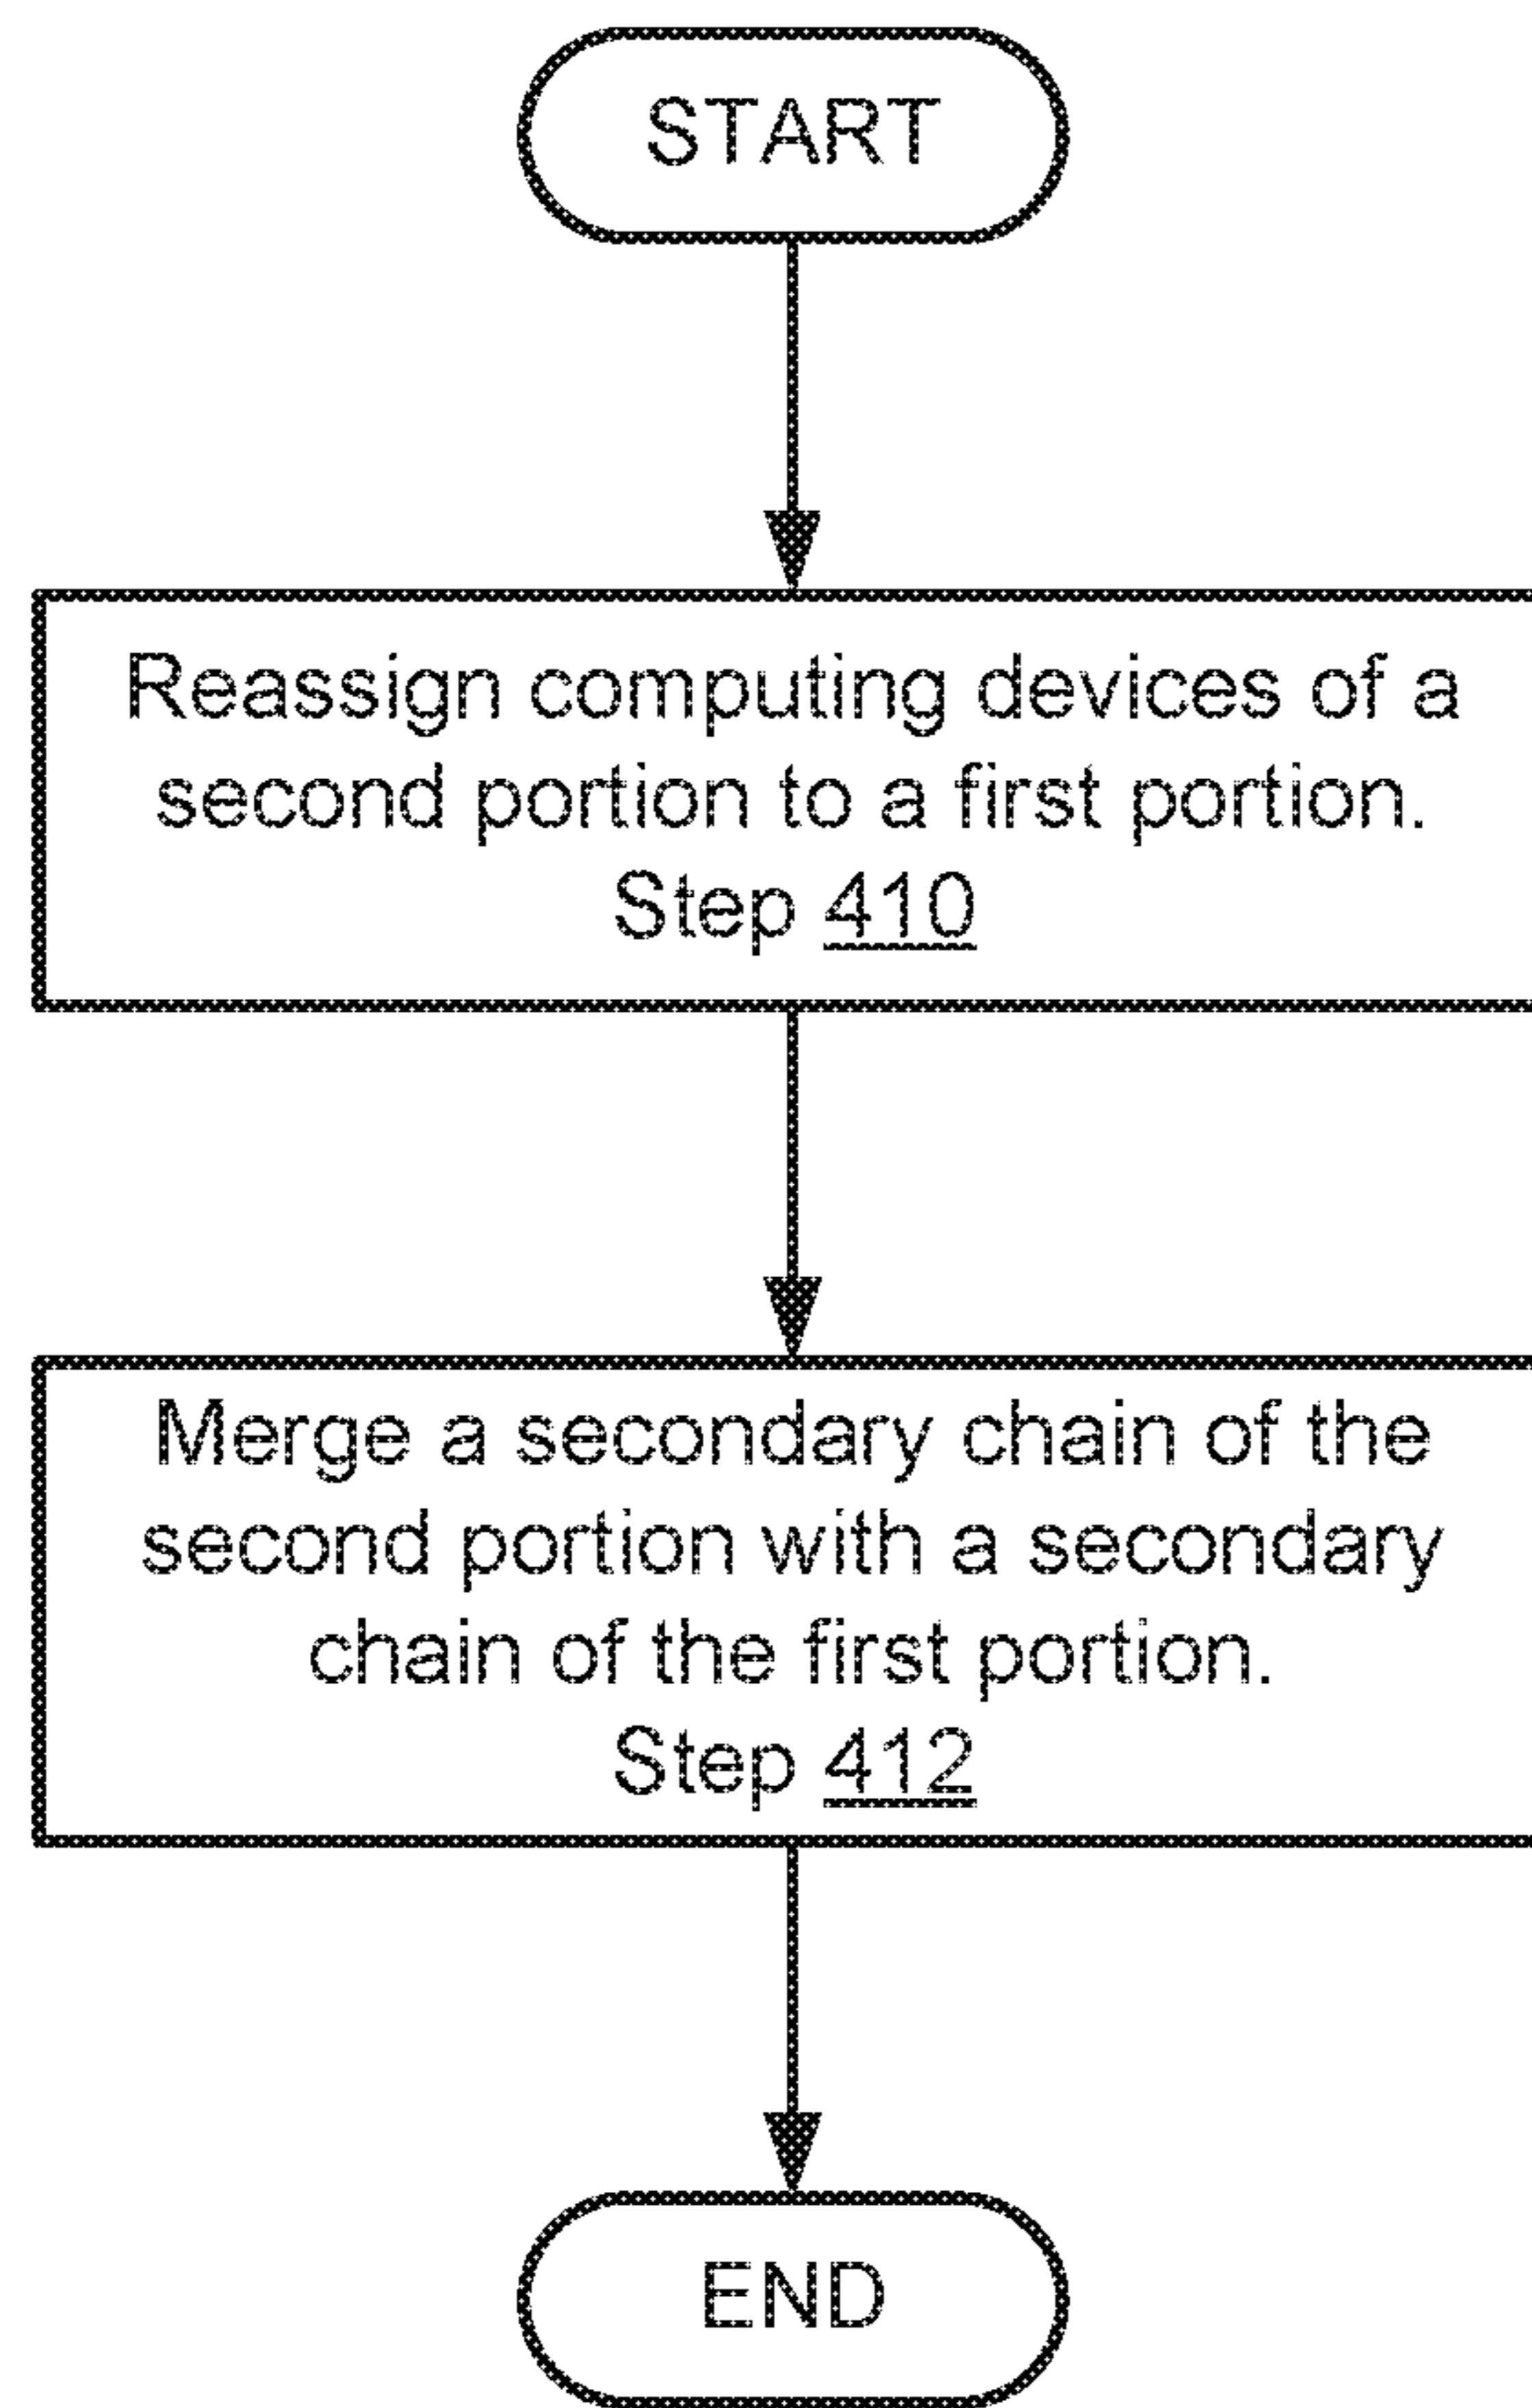 START
Reassign computing devices of a
second portion to a first portion.
Step 410
Merge a secondary chain of the
second portion with a secondary
chain of the first portion.
Step 412
END